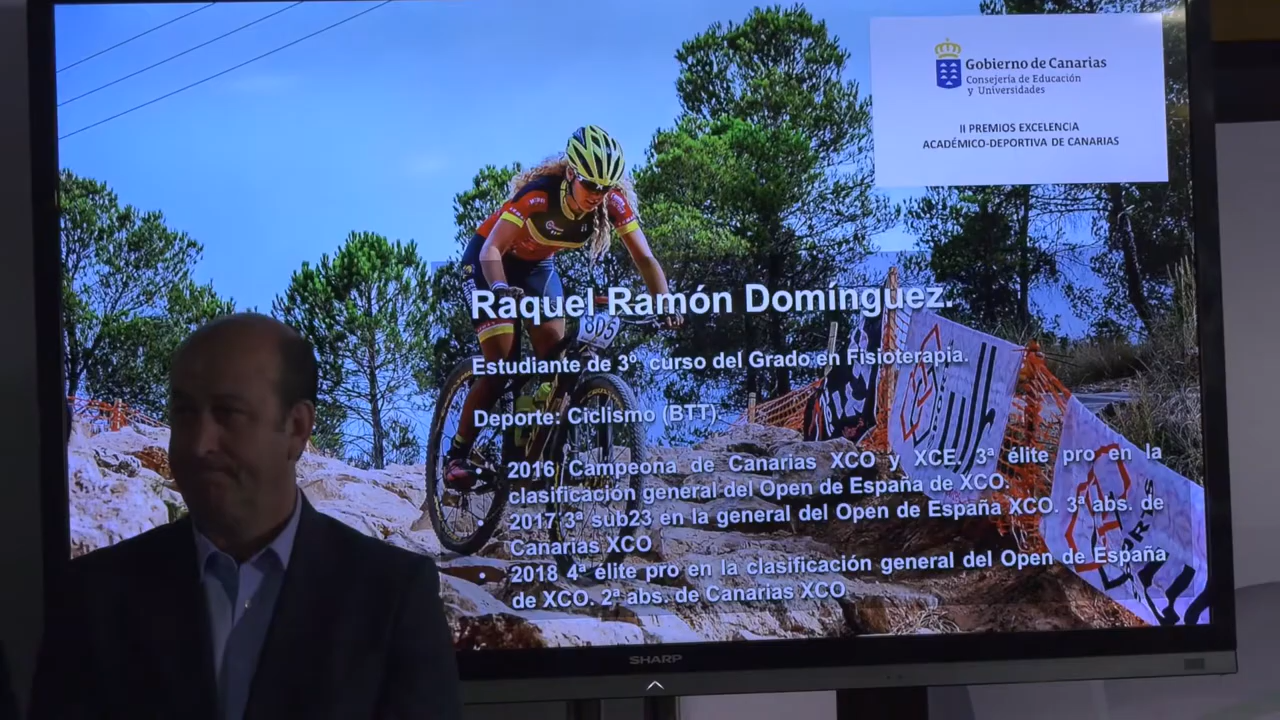 Gobierno de Canarias
Consejería de Educación
y Universidades
II PREMIOS EXCELENCIA
ACADÉMICO-DEPORTIVA DE CANARIAS
Raquel Ramón Domínguez.
805
Estudiante de 3º curso del Grado en Fisioterapia.
Deporte: Ciclismo (BTT).
• 2016 Campeona de Canarias XCO y XCE. 3ª élite pro en la
clasificación general del Open de España de XCO.
• 2017 3ª sub23 en la general del Open de España XCO. 3ª abs. de
Canarias XCO
• 2018 4ª élite pro en la clasificación general del Open de España
de XCO. 2ª abs. de Canarias XCO
SHARP